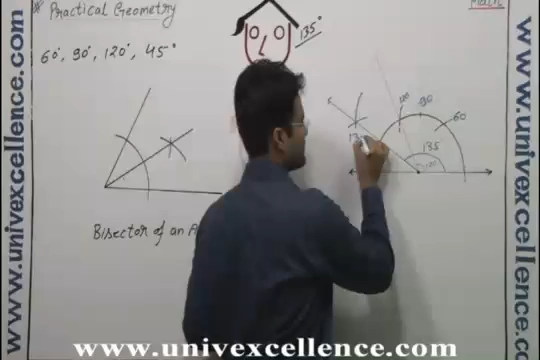 * Practical Geometry
Math
60°, 90°, 120°, 45°
135°
120
90
60
135
Bisector of an A
www.univexcellence.com
www.univexcellence.com
www.univexcellence.com